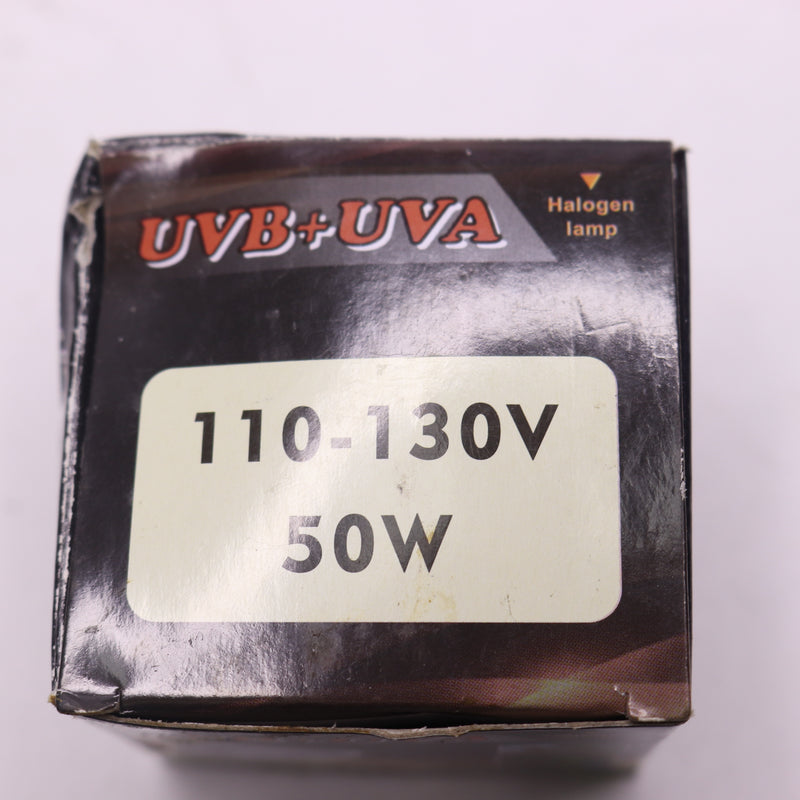 UVB+UVA
Halogen
lamp
110-130V
50W